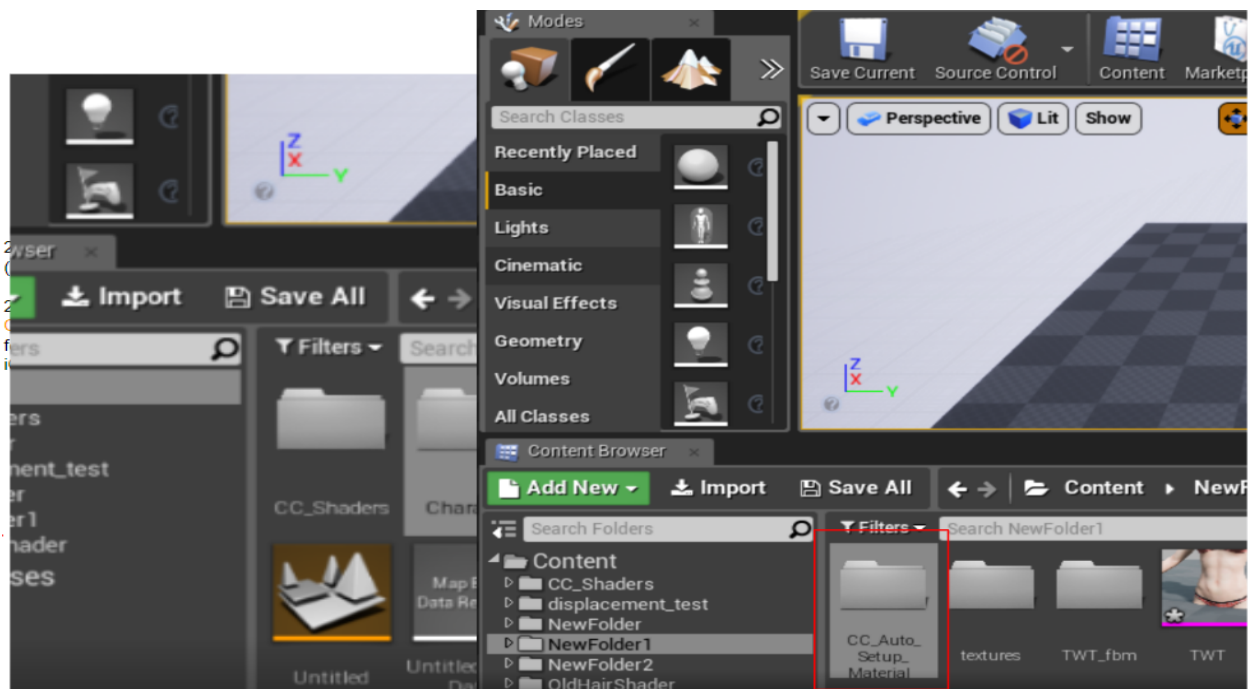 Modes
Save Current
Source Control
Content
Search Classes
Perspective
Lit
Show
Recently Placed
Basic
Lights
Cinematic
Visual Effects
Geometry
Volumes
All Classes
Z
X
Y
Content Browser
Add New
Import
Save All
Content
Search Folders
Filters
Search NewFolder1
Content
CC_Shaders
displacement_test
NewFolder
NewFolder1
NewFolder2
OldHairShader
CC_Auto_
Setup_
Material
textures
TWT_fbm
TWT
Z
X
Y
wser
Import
Save All
ers
Filters
Search
ers
r
ment_test
er
er1
hader
ses
CC_Shaders
Chara
Map
Data Re
Untitled
Untitled
Da